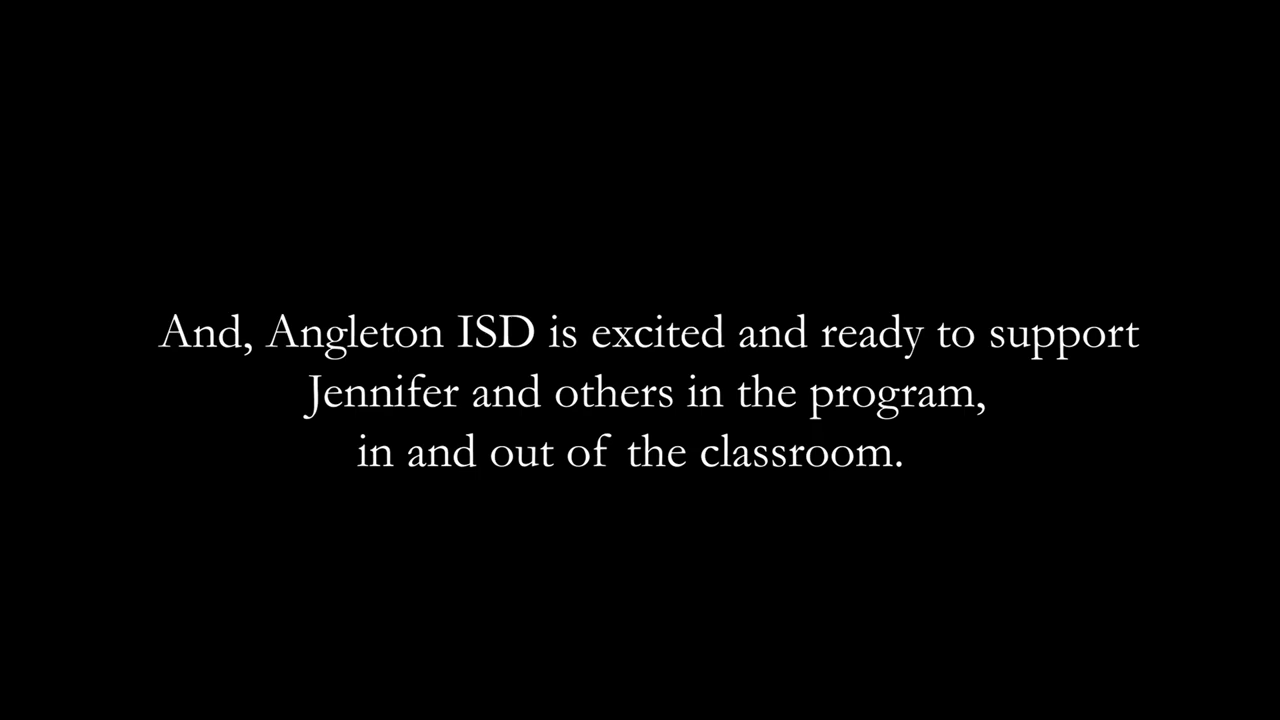 And, Angleton ISD is excited and ready to support
Jennifer and others in the program,
in and out of the classroom.